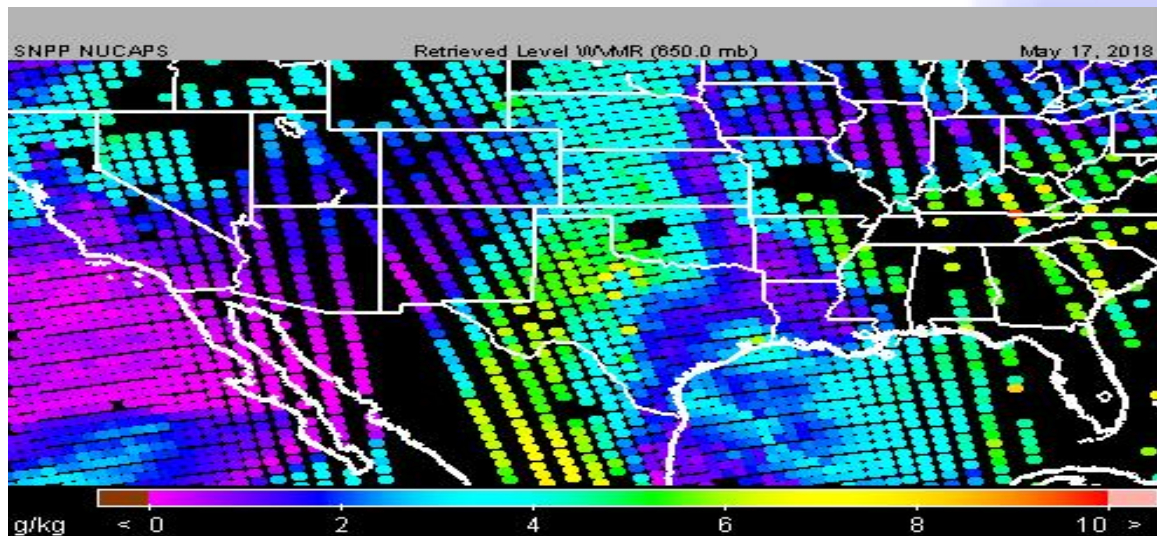 SNPP NUCAPS Retrieved Level WVMR (650.0 mb) May 17, 2018
g/kg < 0 2 4 6 8 10 >